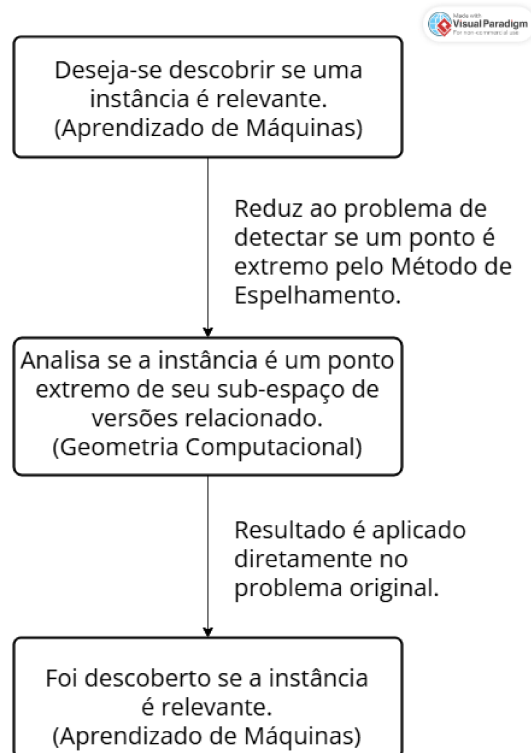 Made with
Visual Paradigm
For non-commercial use
Deseja-se descobrir se uma
instância é relevante.
(Aprendizado de Máquinas)
Reduz ao problema de
detectar se um ponto é
extremo pelo Método de
Espelhamento.
Analisa se a instância é um ponto
extremo de seu sub-espaço de
versões relacionado.
(Geometria Computacional)
Resultado é aplicado
diretamente no
problema original.
Foi descoberto se a instância
é relevante.
(Aprendizado de Máquinas)